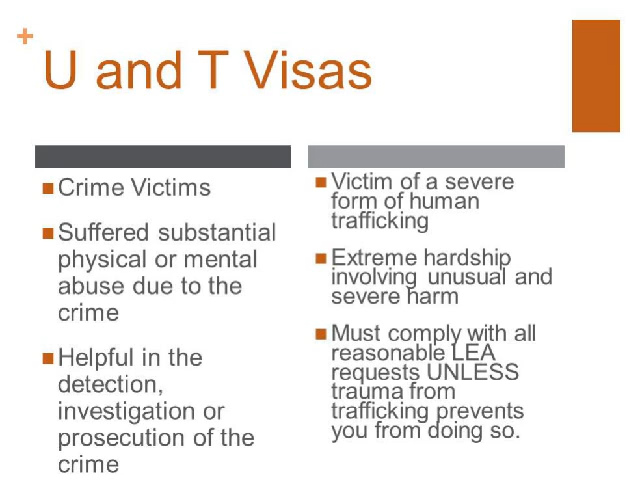 +
U and T Visas
Crime Victims
Suffered substantial
physical or mental
abuse due to the
crime
Helpful in the
detection,
investigation or
prosecution of the
crime
Victim of a severe
form of human
trafficking
Extreme hardship
involving unusual and
severe harm
Must comply with all
reasonable LEA
requests UNLESS
trauma from
trafficking prevents
you from doing so.